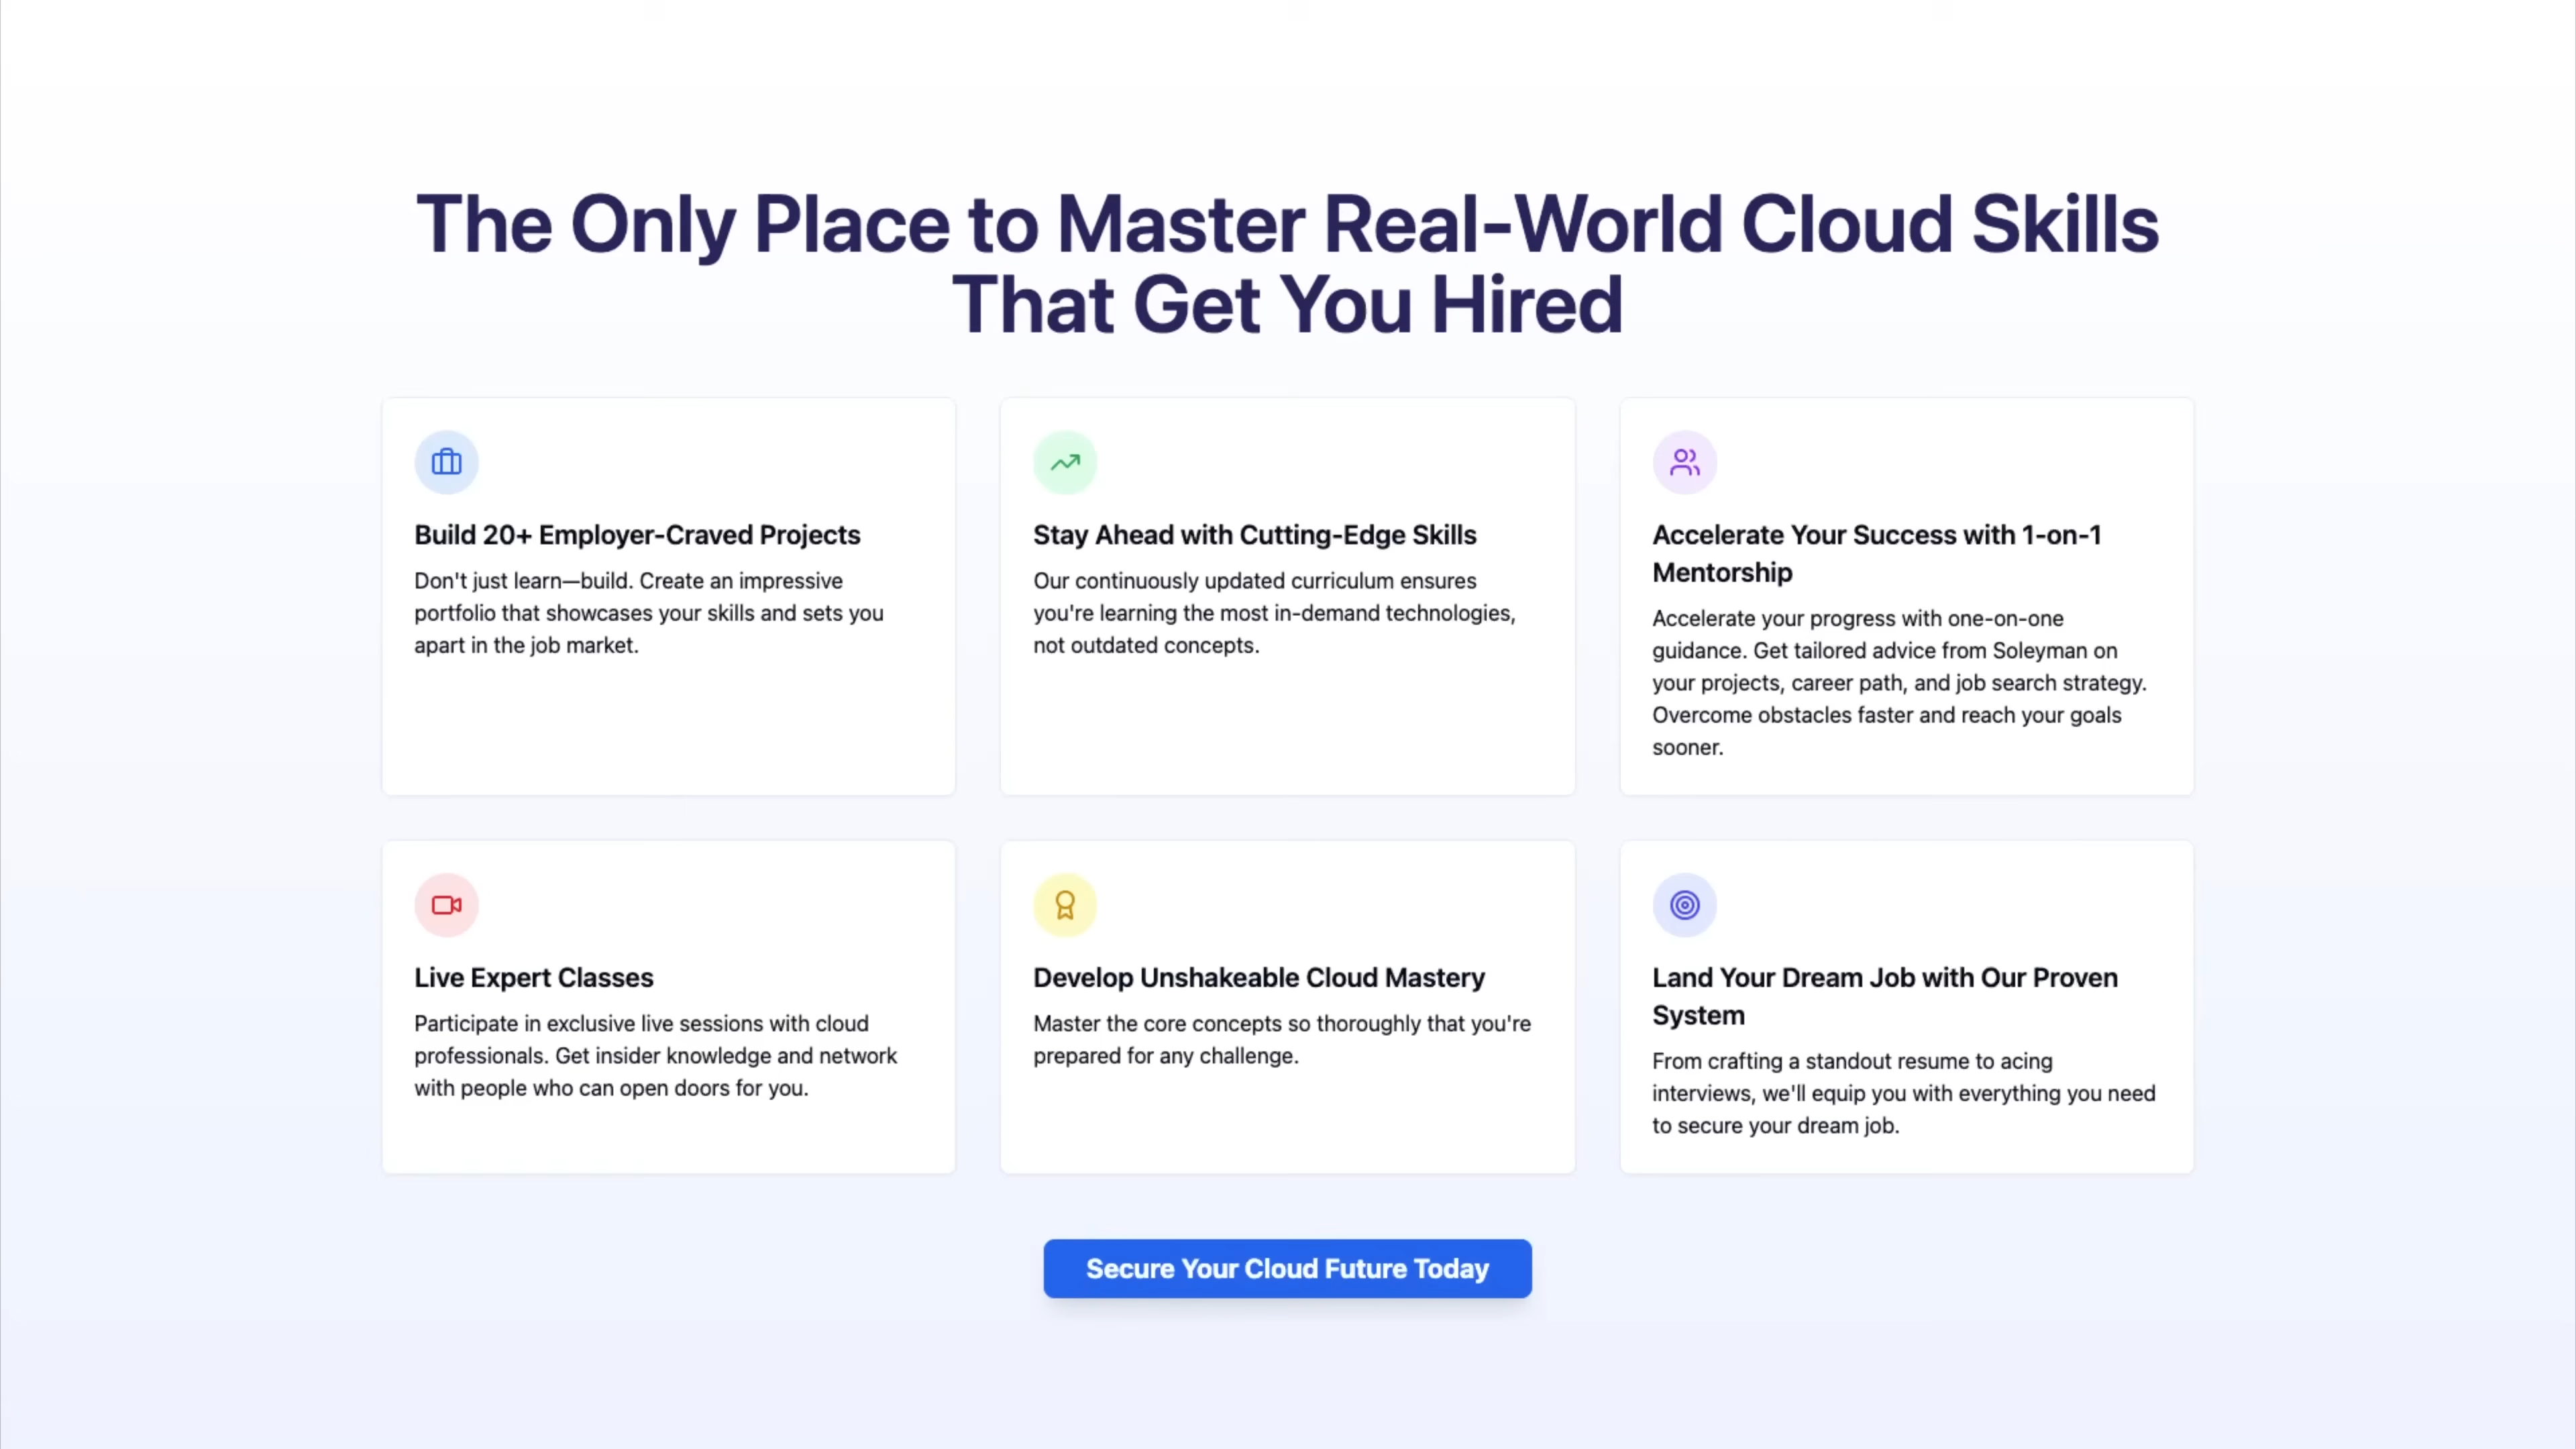 The Only Place to Master Real-World Cloud Skills
That Get You Hired
Build 20+ Employer-Craved Projects
Don't just learn—build. Create an impressive
portfolio that showcases your skills and sets you
apart in the job market.
Stay Ahead with Cutting-Edge Skills
Our continuously updated curriculum ensures
you're learning the most in-demand technologies,
not outdated concepts.
Accelerate Your Success with 1-on-1
Mentorship
Accelerate your progress with one-on-one
guidance. Get tailored advice from Soleyman on
your projects, career path, and job search strategy.
Overcome obstacles faster and reach your goals
sooner.
Live Expert Classes
Participate in exclusive live sessions with cloud
professionals. Get insider knowledge and network
with people who can open doors for you.
Develop Unshakeable Cloud Mastery
Master the core concepts so thoroughly that you're
prepared for any challenge.
Land Your Dream Job with Our Proven
System
From crafting a standout resume to acing
interviews, we'll equip you with everything you need
to secure your dream job.
Secure Your Cloud Future Today